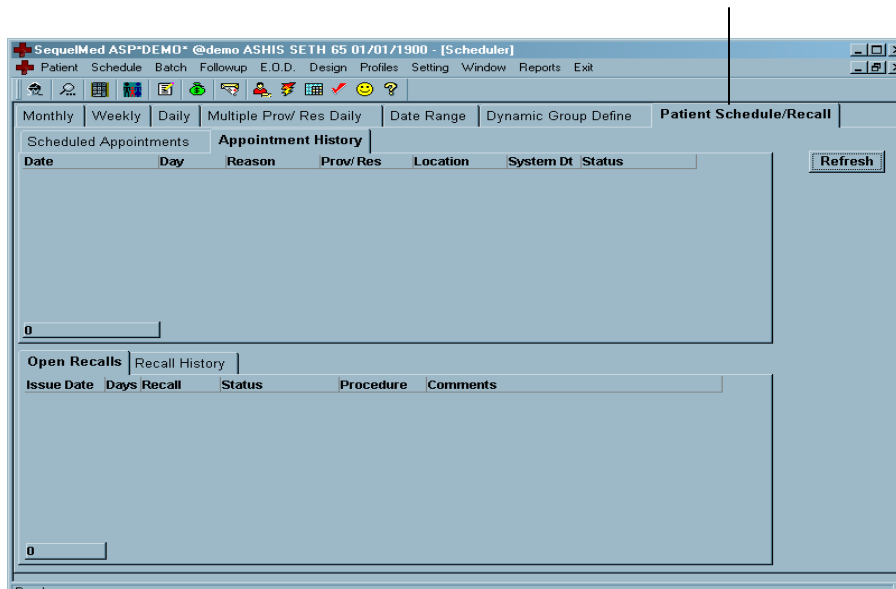 SequelMed ASP*DEMO* @demo ASHIS SETH 65 01/01/1900 - [Scheduler]
Patient Schedule Batch Followup E.O.D. Design Profiles Setting Window Reports Exit
Monthly Weekly Daily Multiple Prov/ Res Daily Date Range Dynamic Group Define Patient Schedule/Recall
Scheduled Appointments Appointment History
Date Day Reason Prov/ Res Location System Dt Status Refresh
0
Open Recalls Recall History
Issue Date Days Recall Status Procedure Comments
0